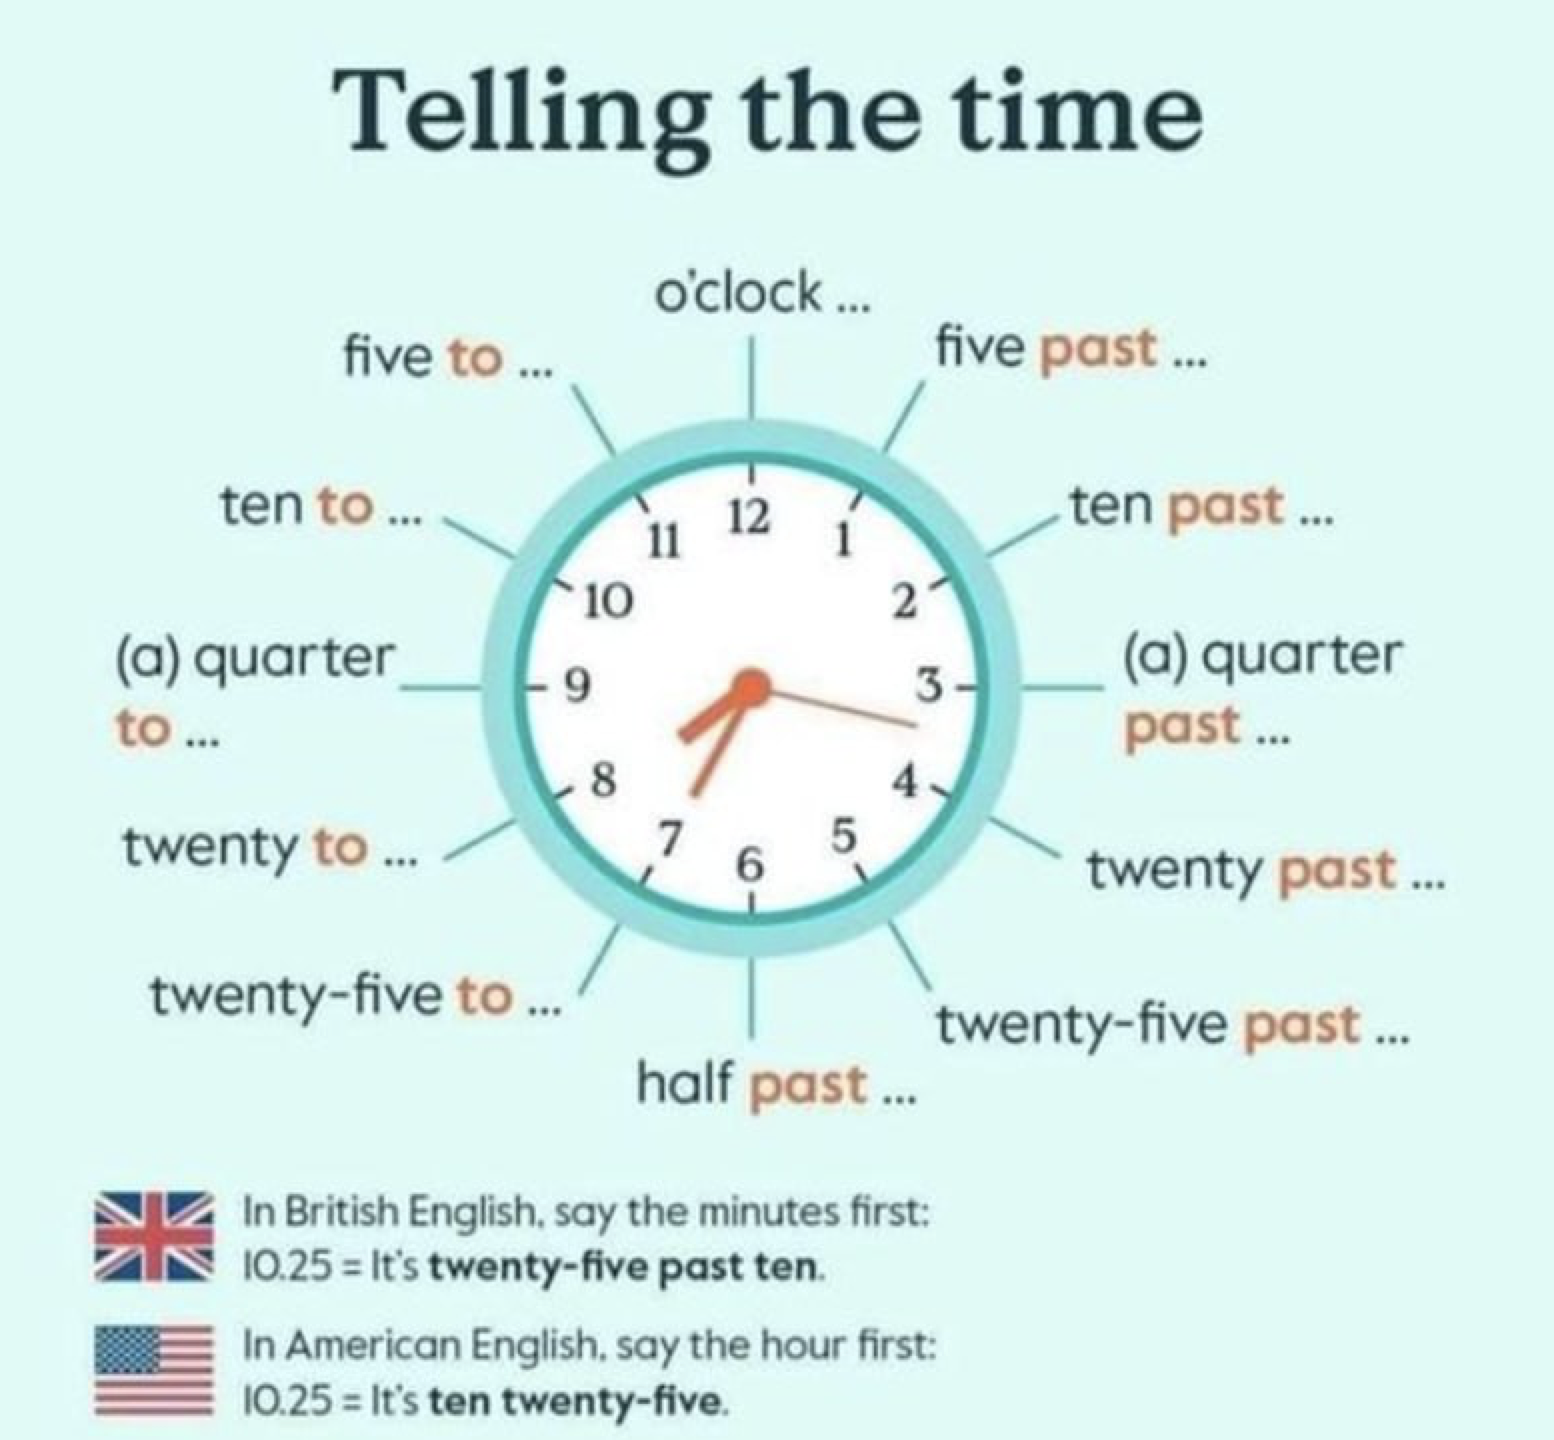 Telling the time
o'clock ...
five to ...
five past ...
ten to ...
ten past ...
(a) quarter
to ...
(a) quarter
past ...
twenty to ...
twenty past ...
twenty-five to ...
twenty-five past ...
half past ...
12
1
2
3
4
5
6
7
8
9
10
11
In British English, say the minutes first:
10.25 = It's twenty-five past ten.
In American English, say the hour first:
10.25 = It's ten twenty-five.